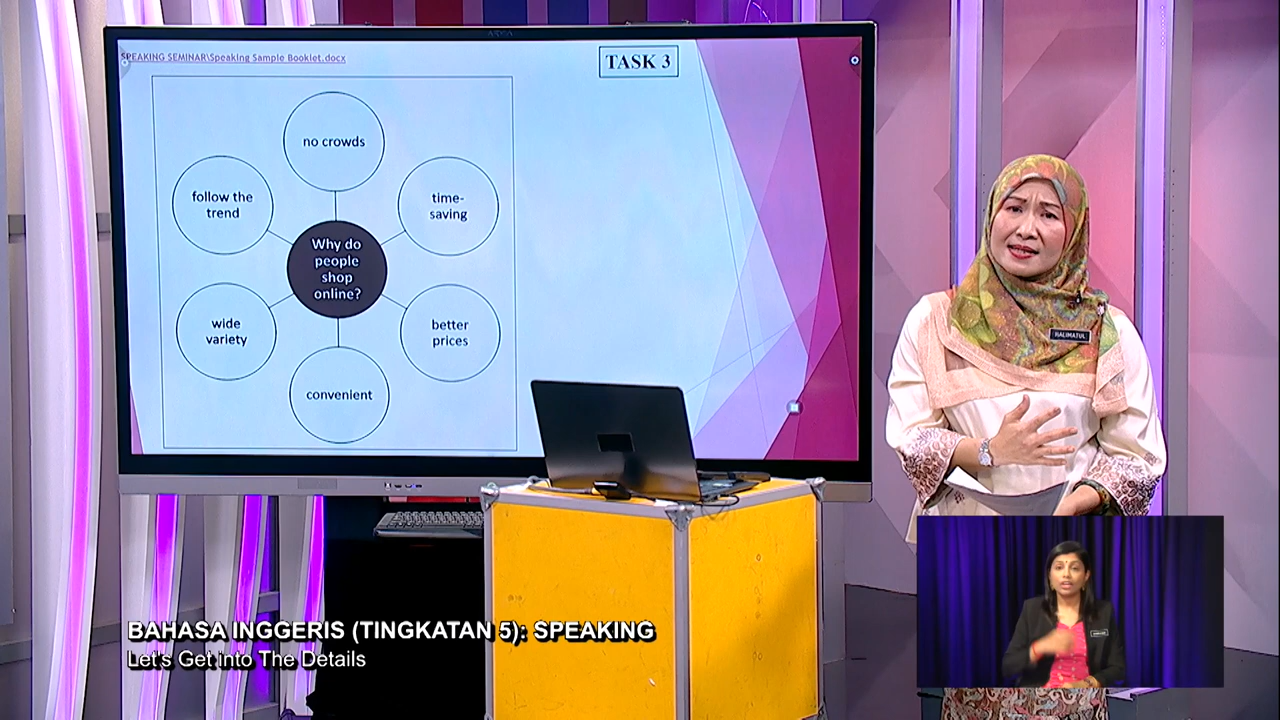 SPEAKING SEMINAR\Speaking Sample Booklet.docx
TASK 3
no crowds
follow the
trend
time-
saving
Why do
people
shop
online?
wide
variety
better
prices
convenient
HALIMATUL
BAHASA INGGERIS (TINGKATAN 5): SPEAKING
Let's Get into The Details